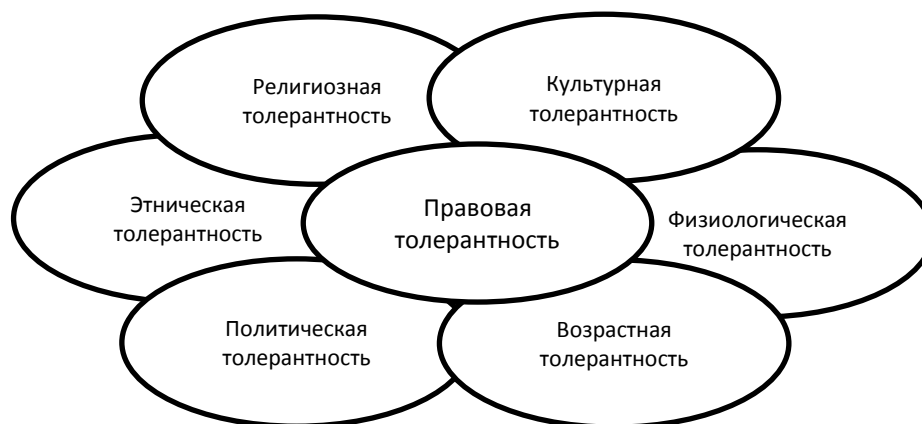 Религиозная
толерантность
Культурная
толерантность
Этническая
толерантность
Правовая
толерантность
Физиологическая
толерантность
Политическая
толерантность
Возрастная
толерантность